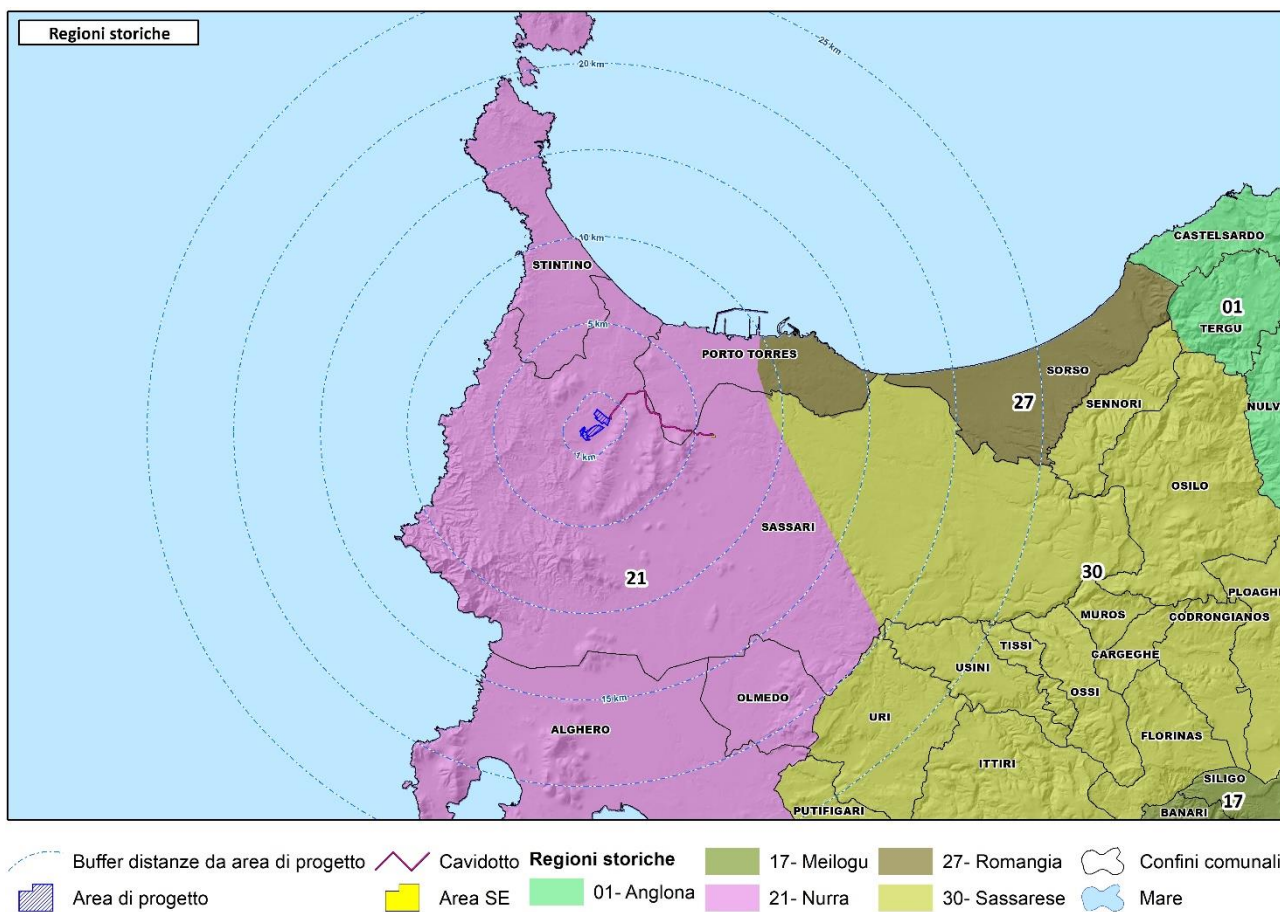 Regioni storiche
25 km
20 km
CASTELSARDO
10 km
STINTINO
01
TERGU
5 km
PORTO TORRES
SORSO
27
SENNORI
NULV
1 km
OSILO
SASSARI
21
30
PLOAGHE
MUROS
CODRONGIANOS
TISSI
CARGEGHE
USINI
OSSI
OLMEDO
15 km
URI
ALGHERO
FLORINAS
ITTIRI
SILIGO
17
PUTIFIGARI
BANARI
Buffer distanze da area di progetto
Cavidotto
Regioni storiche
17- Meilogu
27- Romangia
Confini comunali
Area di progetto
Area SE
01- Anglona
21- Nurra
30- Sassarese
Mare